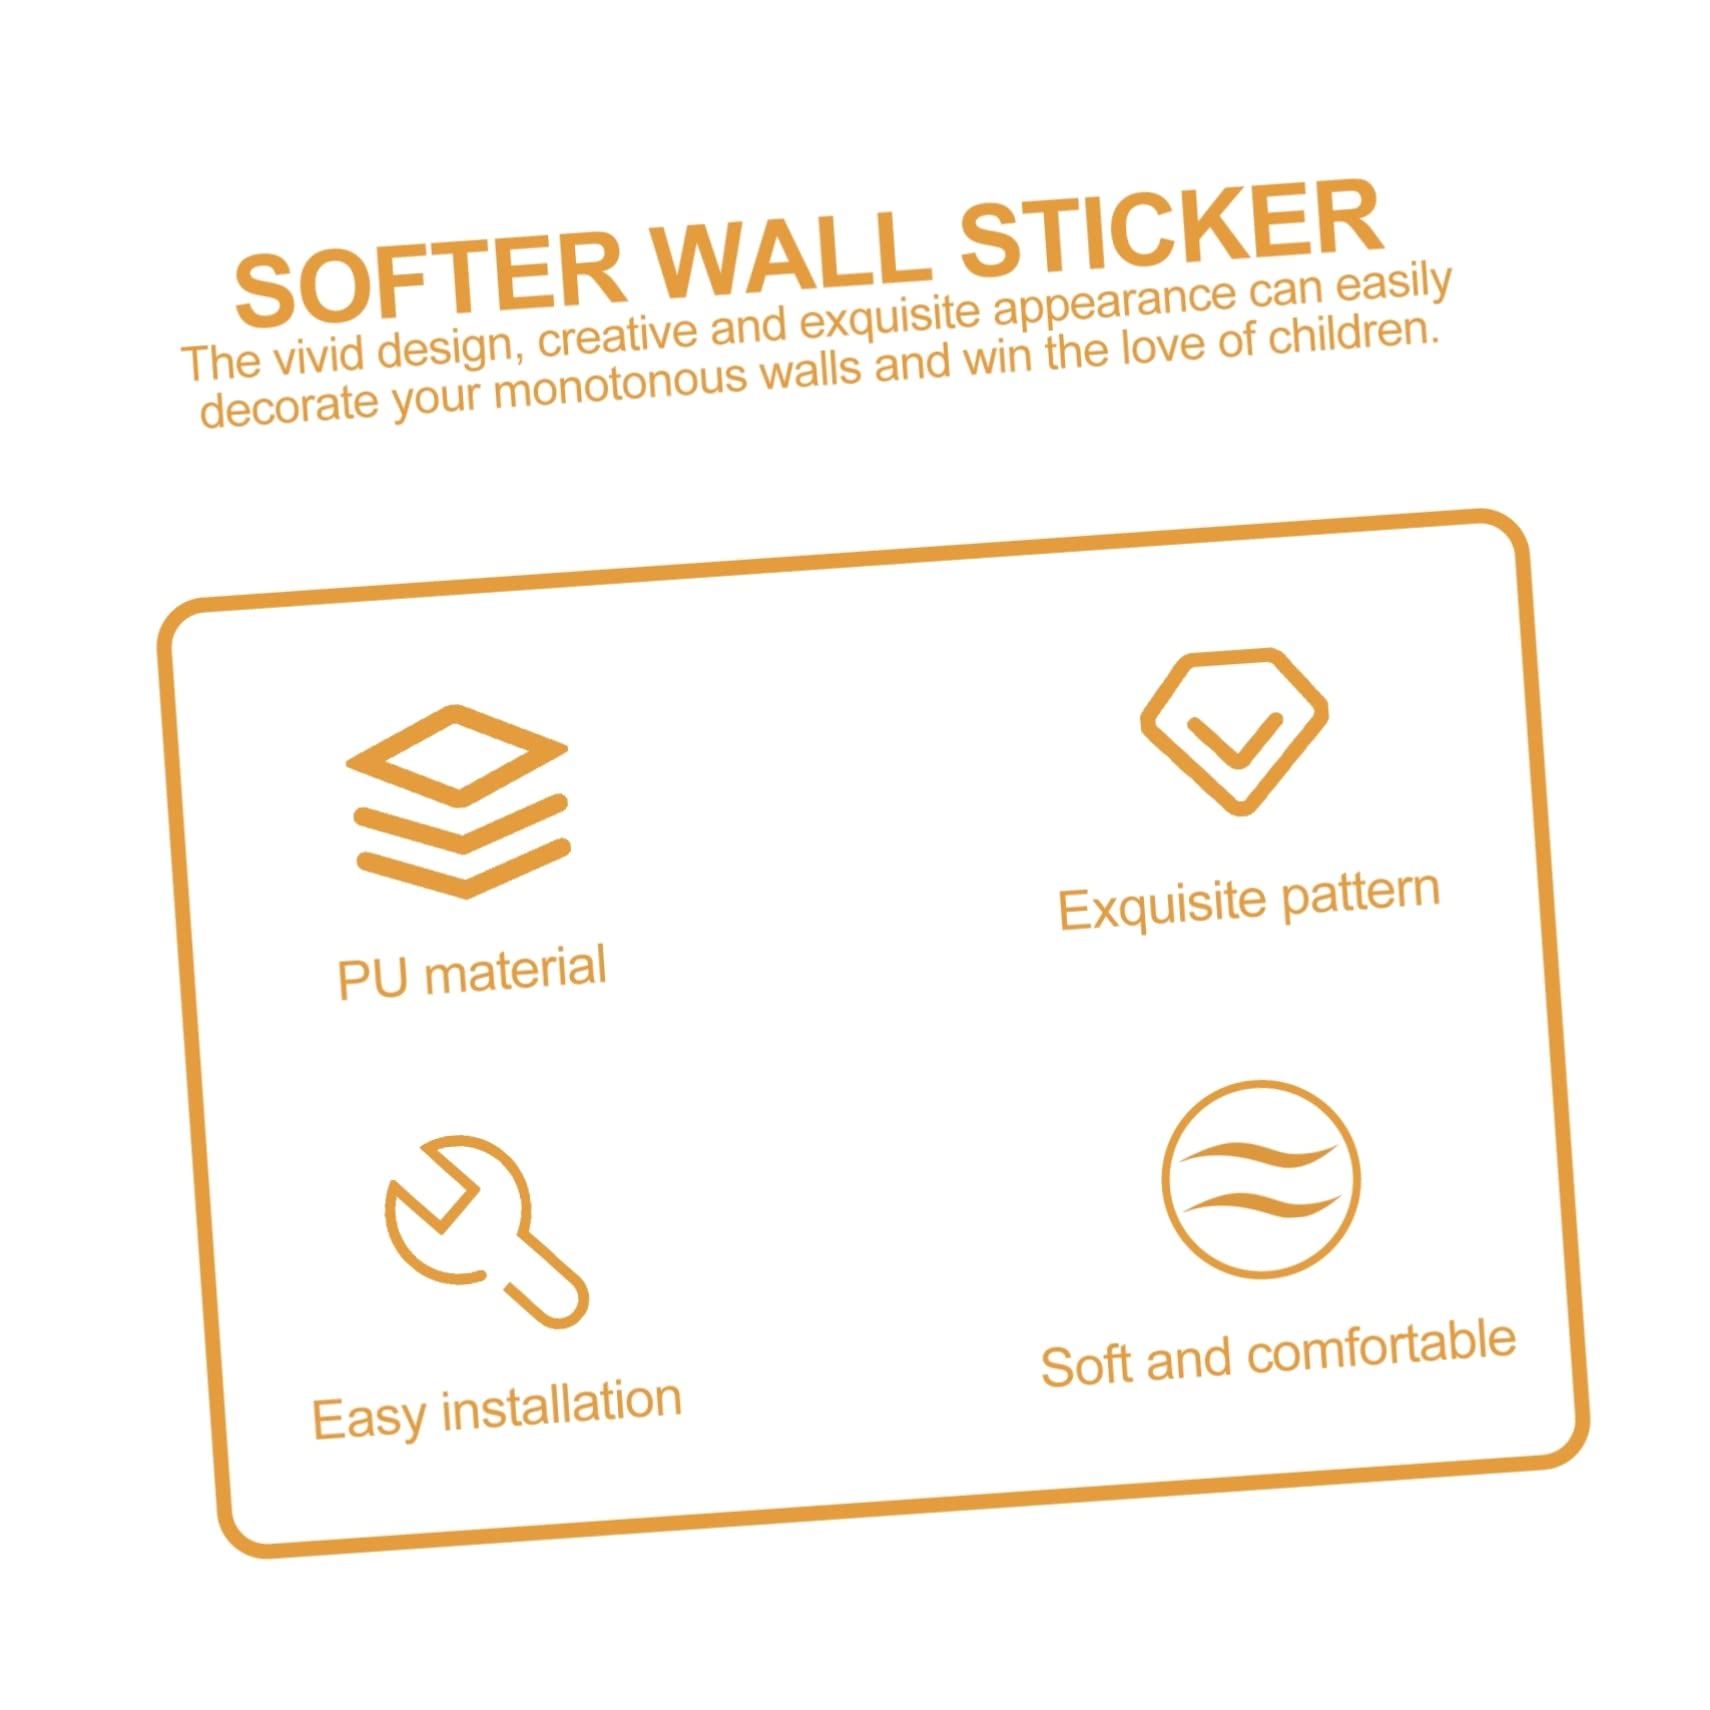 SOFTER WALL STICKER
The vivid design, creative and exquisite appearance can easily
decorate your monotonous walls and win the love of children.
PU material
Exquisite pattern
Easy installation
Soft and comfortable